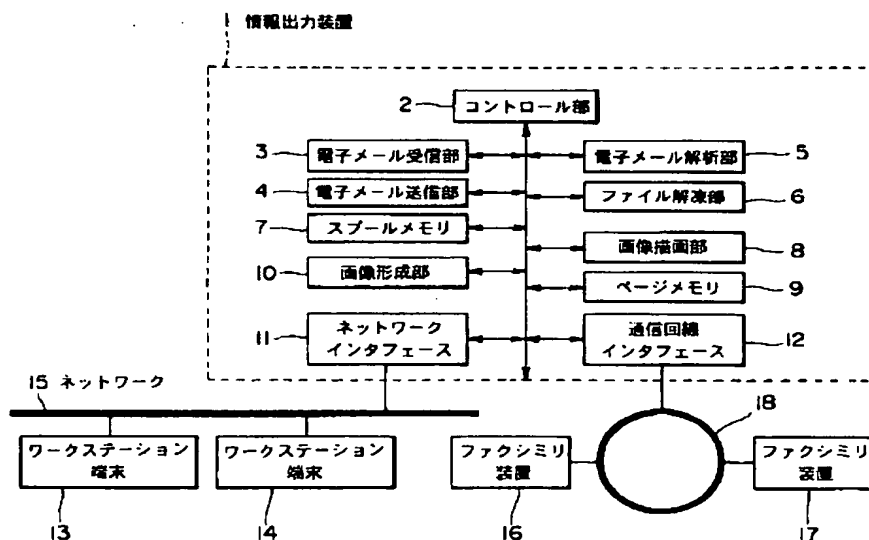 1 情報出力装置
2 コントロール部
3 電子メール受信部
電子メール解析部 5
4 電子メール送信部
ファイル解凍部 6
7 スプールメモリ
画像描画部 8
10 画像形成部
ページメモリ 9
11 ネットワーク
インタフェース
通信回線 12
インタフェース
15 ネットワーク
18
ワークステーション
端末
ワークステーション
端末
ファクシミリ
装置
ファクシミリ
装置
13
14
16
17